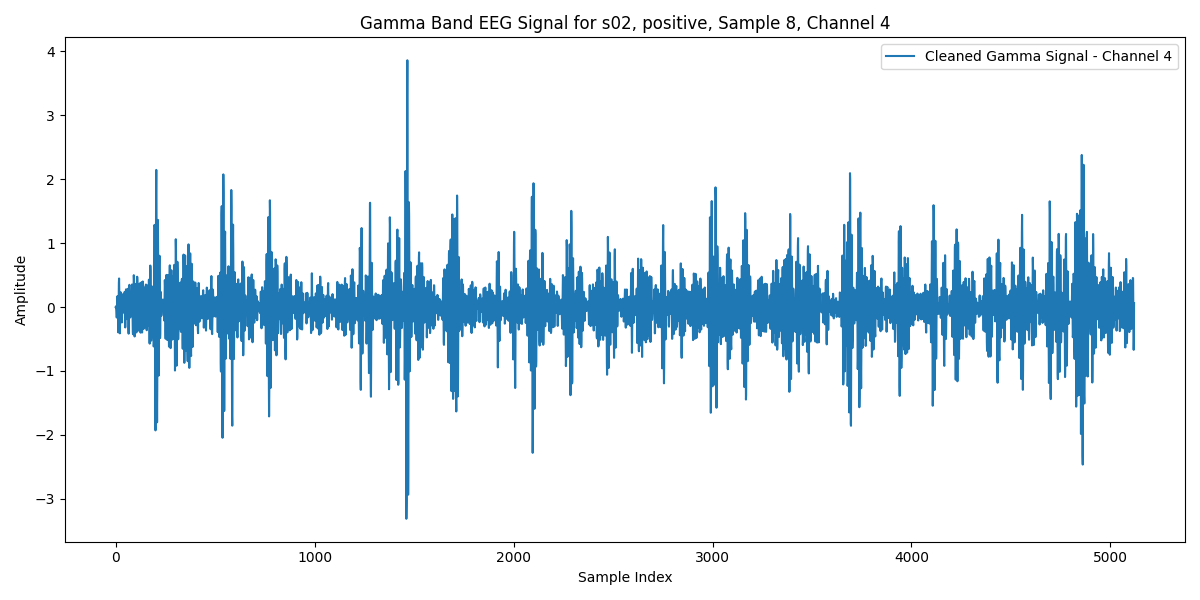 Gamma Band EEG Signal for s02, positive, Sample 8, Channel 4
Cleaned Gamma Signal - Channel 4
Amplitude
4
3
2
1
0
−1
−2
−3
0 1000 2000 3000 4000 5000
Sample Index